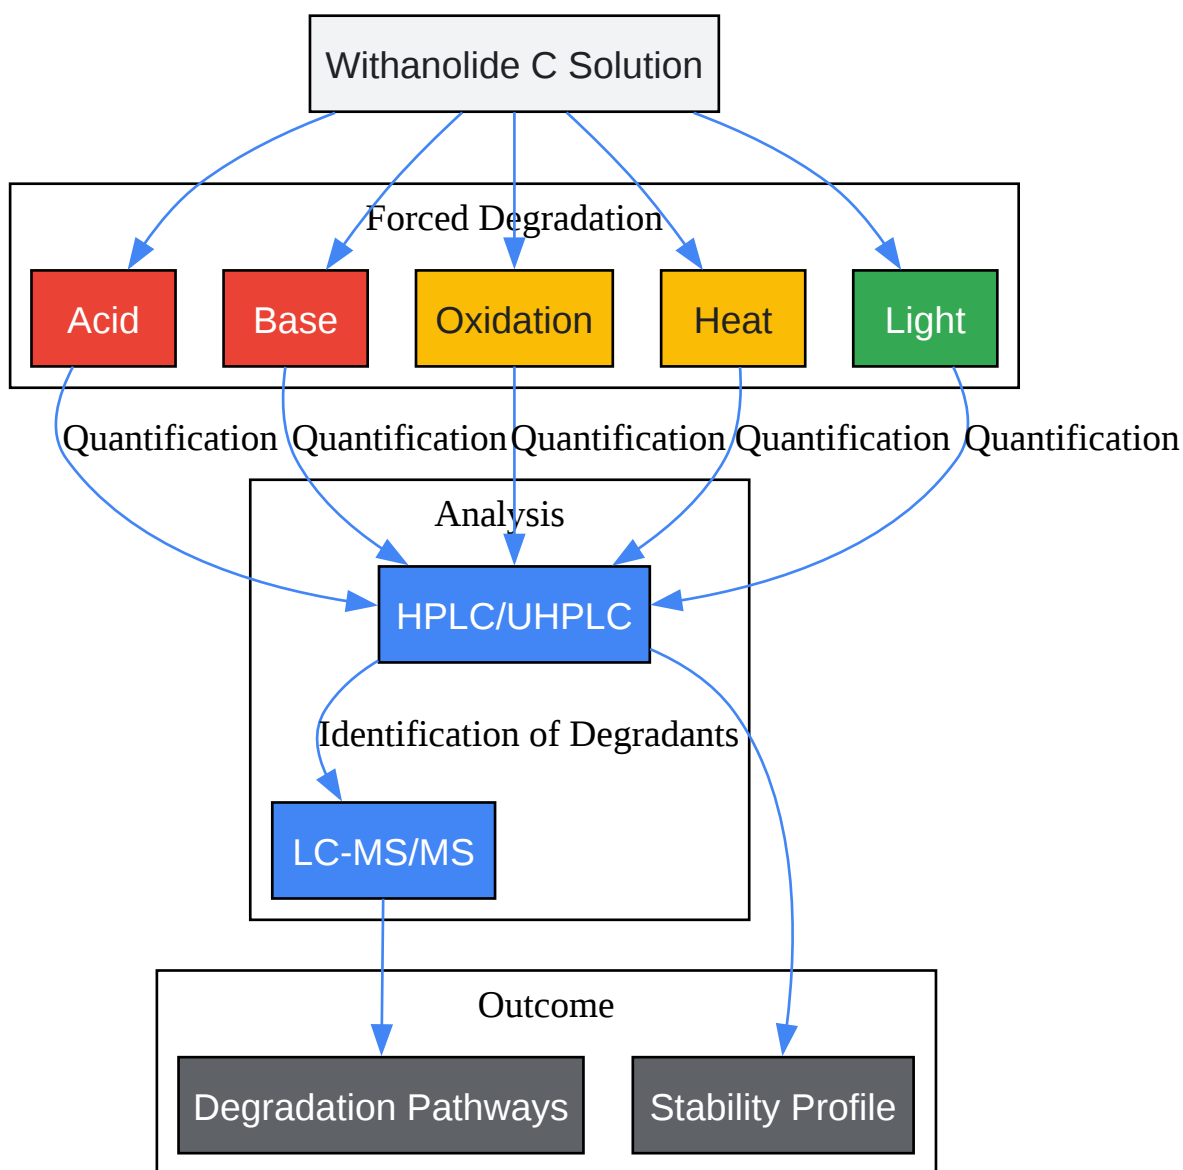 Withanolide C Solution
Forced Degradation
Acid
Base
Oxidation
Heat
Light
Quantification
Quantification
Quantification
Quantification
Quantification
Analysis
HPLC/UHPLC
Identification of Degradants
LC-MS/MS
Outcome
Degradation Pathways
Stability Profile